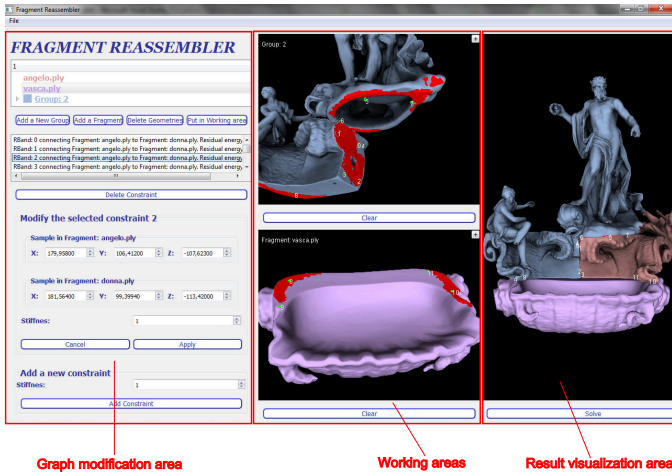 Fragment Reassembler
File
FRAGMENT REASSEMBLER
1
angelo.ply
vasca.ply
Group: 2
Add a New Group Add a Fragment Delete Geometries Put in Working area
RBand: 0 connecting Fragment: angelo.ply to Fragment: donna.ply. Residual energy
RBand: 1 connecting Fragment: angelo.ply to Fragment: donna.ply. Residual energy
RBand: 2 connecting Fragment: angelo.ply to Fragment: donna.ply. Residual energy
RBand: 3 connecting Fragment: angelo.ply to Fragment: donna.ply. Residual energy
Delete Constraint
Modify the selected constraint 2
Sample in Fragment: angelo.ply
X: 179,95800 Y: 106,41200 Z: -107,62300
Sample in Fragment: donna.ply
X: 181,56400 Y: 99,39940 Z: -113,42000
Stiffnes: 1
Cancel Apply
Add a new constraint
Stiffnes: 1
Add Constraint
Group: 2
Clear
Fragment: vasca.ply
Clear
Solve
Graph modification area
Working areas
Result visualization area